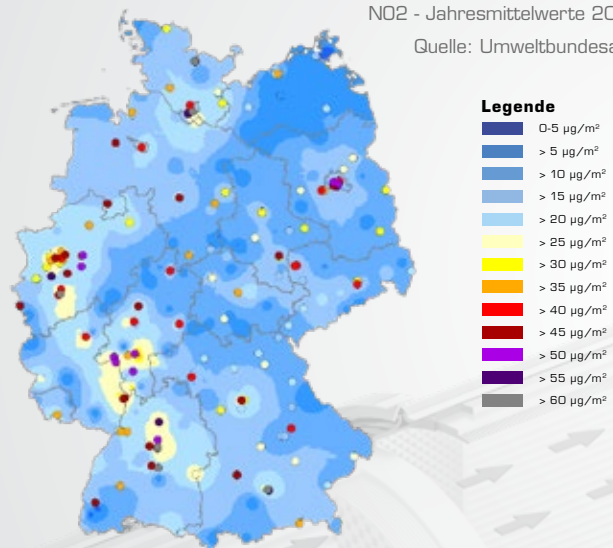 NO2 - Jahresmittelwerte 20
Quelle: Umweltbundesa
Legende
0-5 µg/m²
> 5 µg/m²
> 10 µg/m²
> 15 µg/m²
> 20 µg/m²
> 25 µg/m²
> 30 µg/m²
> 35 µg/m²
> 40 µg/m²
> 45 µg/m²
> 50 µg/m²
> 55 µg/m²
> 60 µg/m²